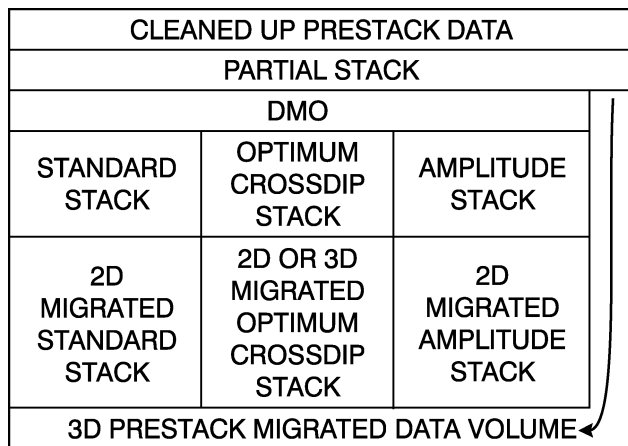 CLEANED UP PRESTACK DATA
PARTIAL STACK
DMO
STANDARD
STACK
OPTIMUM
CROSSDIP
STACK
AMPLITUDE
STACK
2D
MIGRATED
STANDARD
STACK
2D OR 3D
MIGRATED
OPTIMUM
CROSSDIP
STACK
2D
MIGRATED
AMPLITUDE
STACK
3D PRESTACK MIGRATED DATA VOLUME